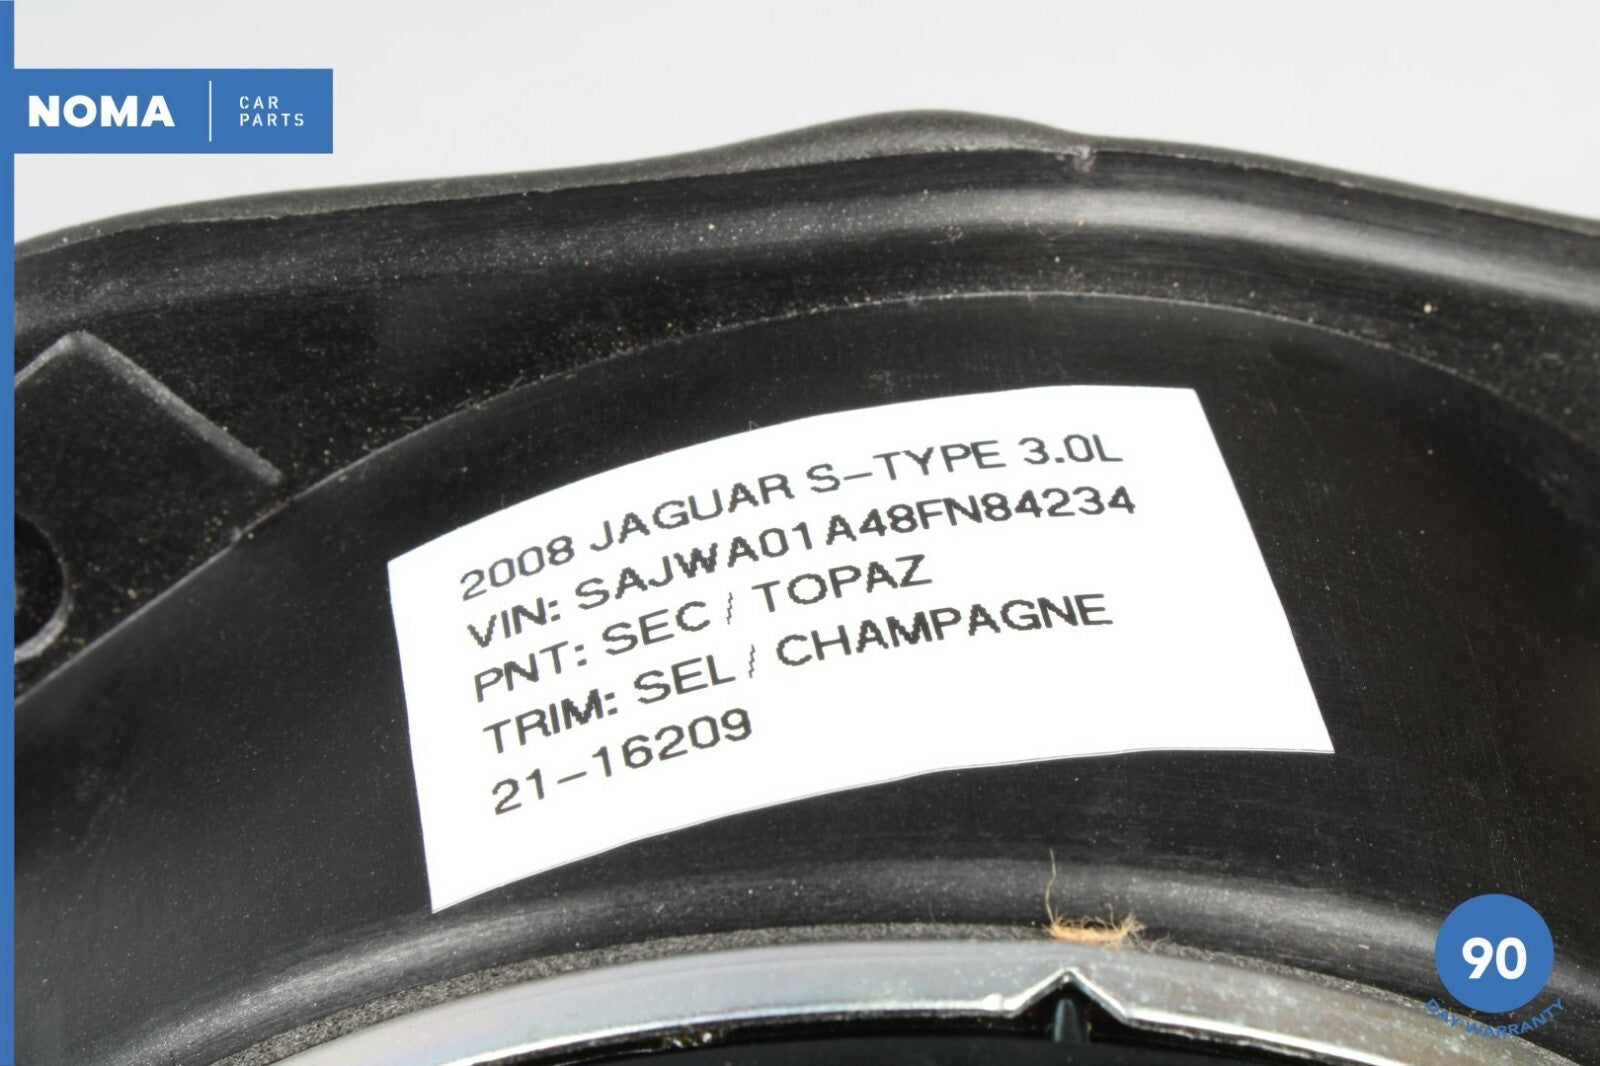 NOMA
CAR
PARTS
2008 JAGUAR S-TYPE 3.0L
VIN: SAJWA01A48FN84234
PNT: SEC / TOPAZ
TRIM: SEL / CHAMPAGNE
21-16209
90
DAY WARRANTY